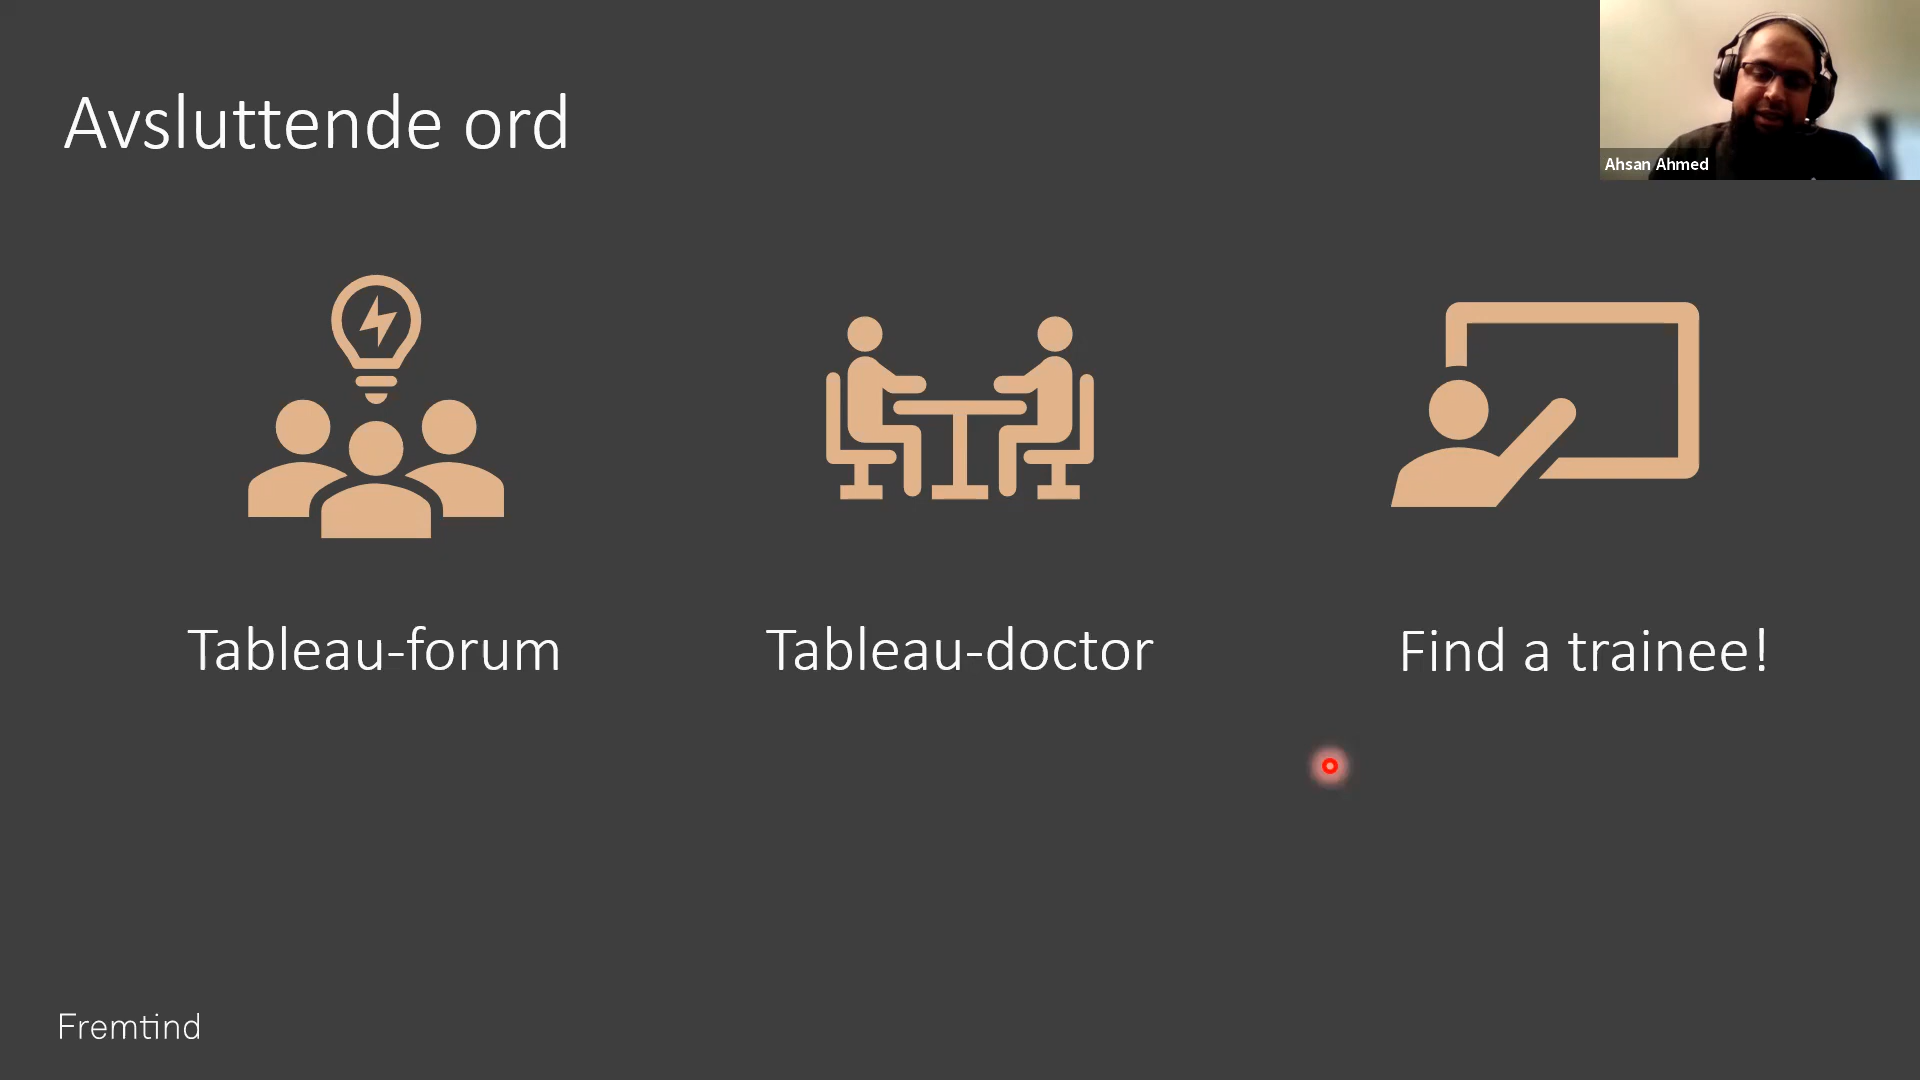 Avsluttende ord
Ahsan Ahmed
Tableau-forum
Tableau-doctor
Find a trainee!
Fremtind